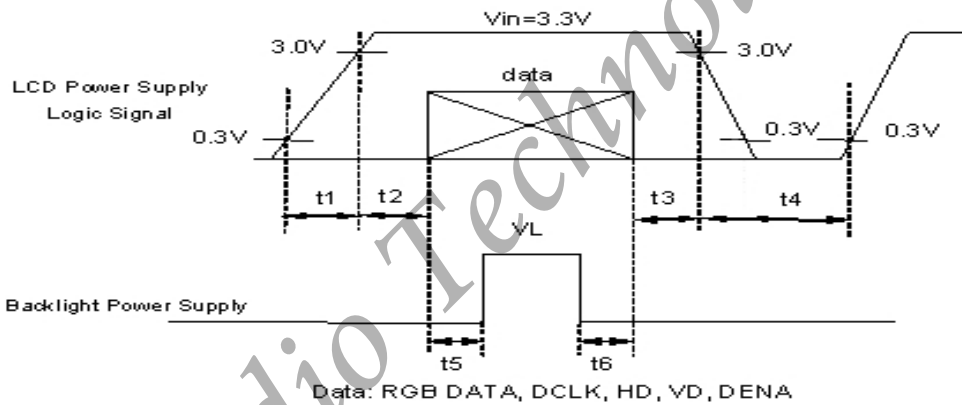 Vin=3.3V
3.0V
3.0V
data
LCD Power Supply
Logic Signal
0.3V
0.3V
0.3V
t1
t2
t3
t4
VL
Backlight Power Supply
t5
t6
Data: RGB DATA, DCLK, HD, VD, DENA